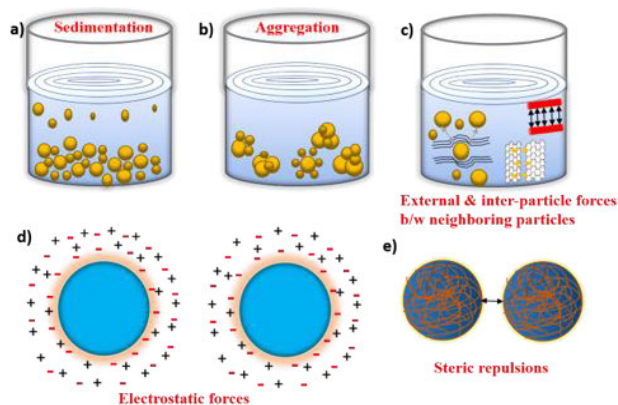 a) Sedimentation
b) Aggregation
c)
External & inter-particle forces
b/w neighboring particles
d)
Electrostatic forces
e)
Steric repulsions